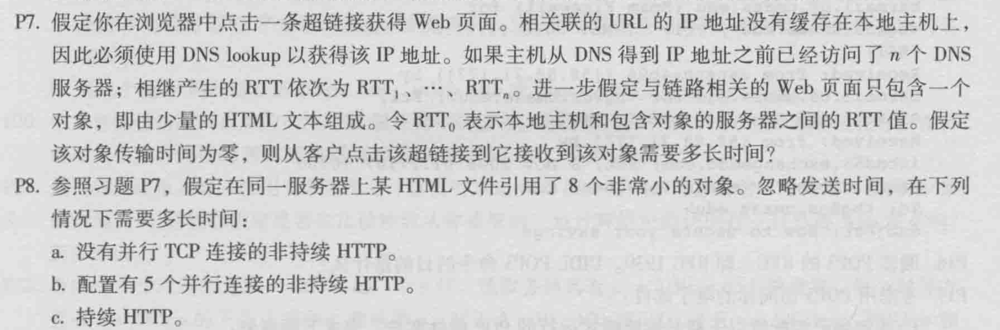 P7. 假定你在浏览器中点击一条超链接获得 Web 页面。相关联的 URL 的 IP 地址没有缓存在本地主机上，
因此必须使用 DNS lookup 以获得该 IP 地址。如果主机从 DNS 得到 IP 地址之前已经访问了 n 个 DNS
服务器；相继产生的 RTT 依次为 RTT₁、…、RTTₙ。进一步假定与链路相关的 Web 页面只包含一个
对象，即由少量的 HTML 文本组成。令 RTT₀ 表示本地主机和包含对象的服务器之间的 RTT 值。假定
该对象传输时间为零，则从客户点击该超链接到它接收到该对象需要多长时间？
P8. 参照习题 P7，假定在同一服务器上某 HTML 文件引用了 8 个非常小的对象。忽略发送时间，在下列
情况下需要多长时间：
a. 没有并行 TCP 连接的非持续 HTTP。
b. 配置有 5 个并行连接的非持续 HTTP。
c. 持续 HTTP。